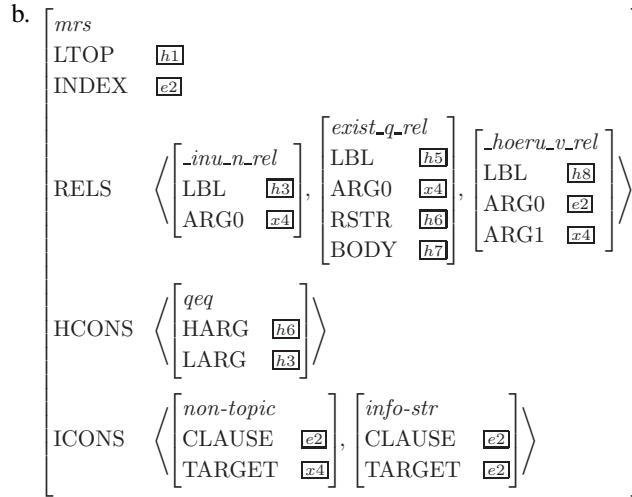 b.
mrs
LTOP h1
INDEX e2
RELS ⟨[_inu_n_rel LBL h3 ARG0 x4], [exist_q_rel LBL h5 ARG0 x4 RSTR h6 BODY h7], [_hoeru_v_rel LBL h8 ARG0 e2 ARG1 x4]⟩
HCONS ⟨[qeq HARG h6 LARG h3]⟩
ICONS ⟨[non-topic CLAUSE e2 TARGET x4], [info-str CLAUSE e2 TARGET e2]⟩